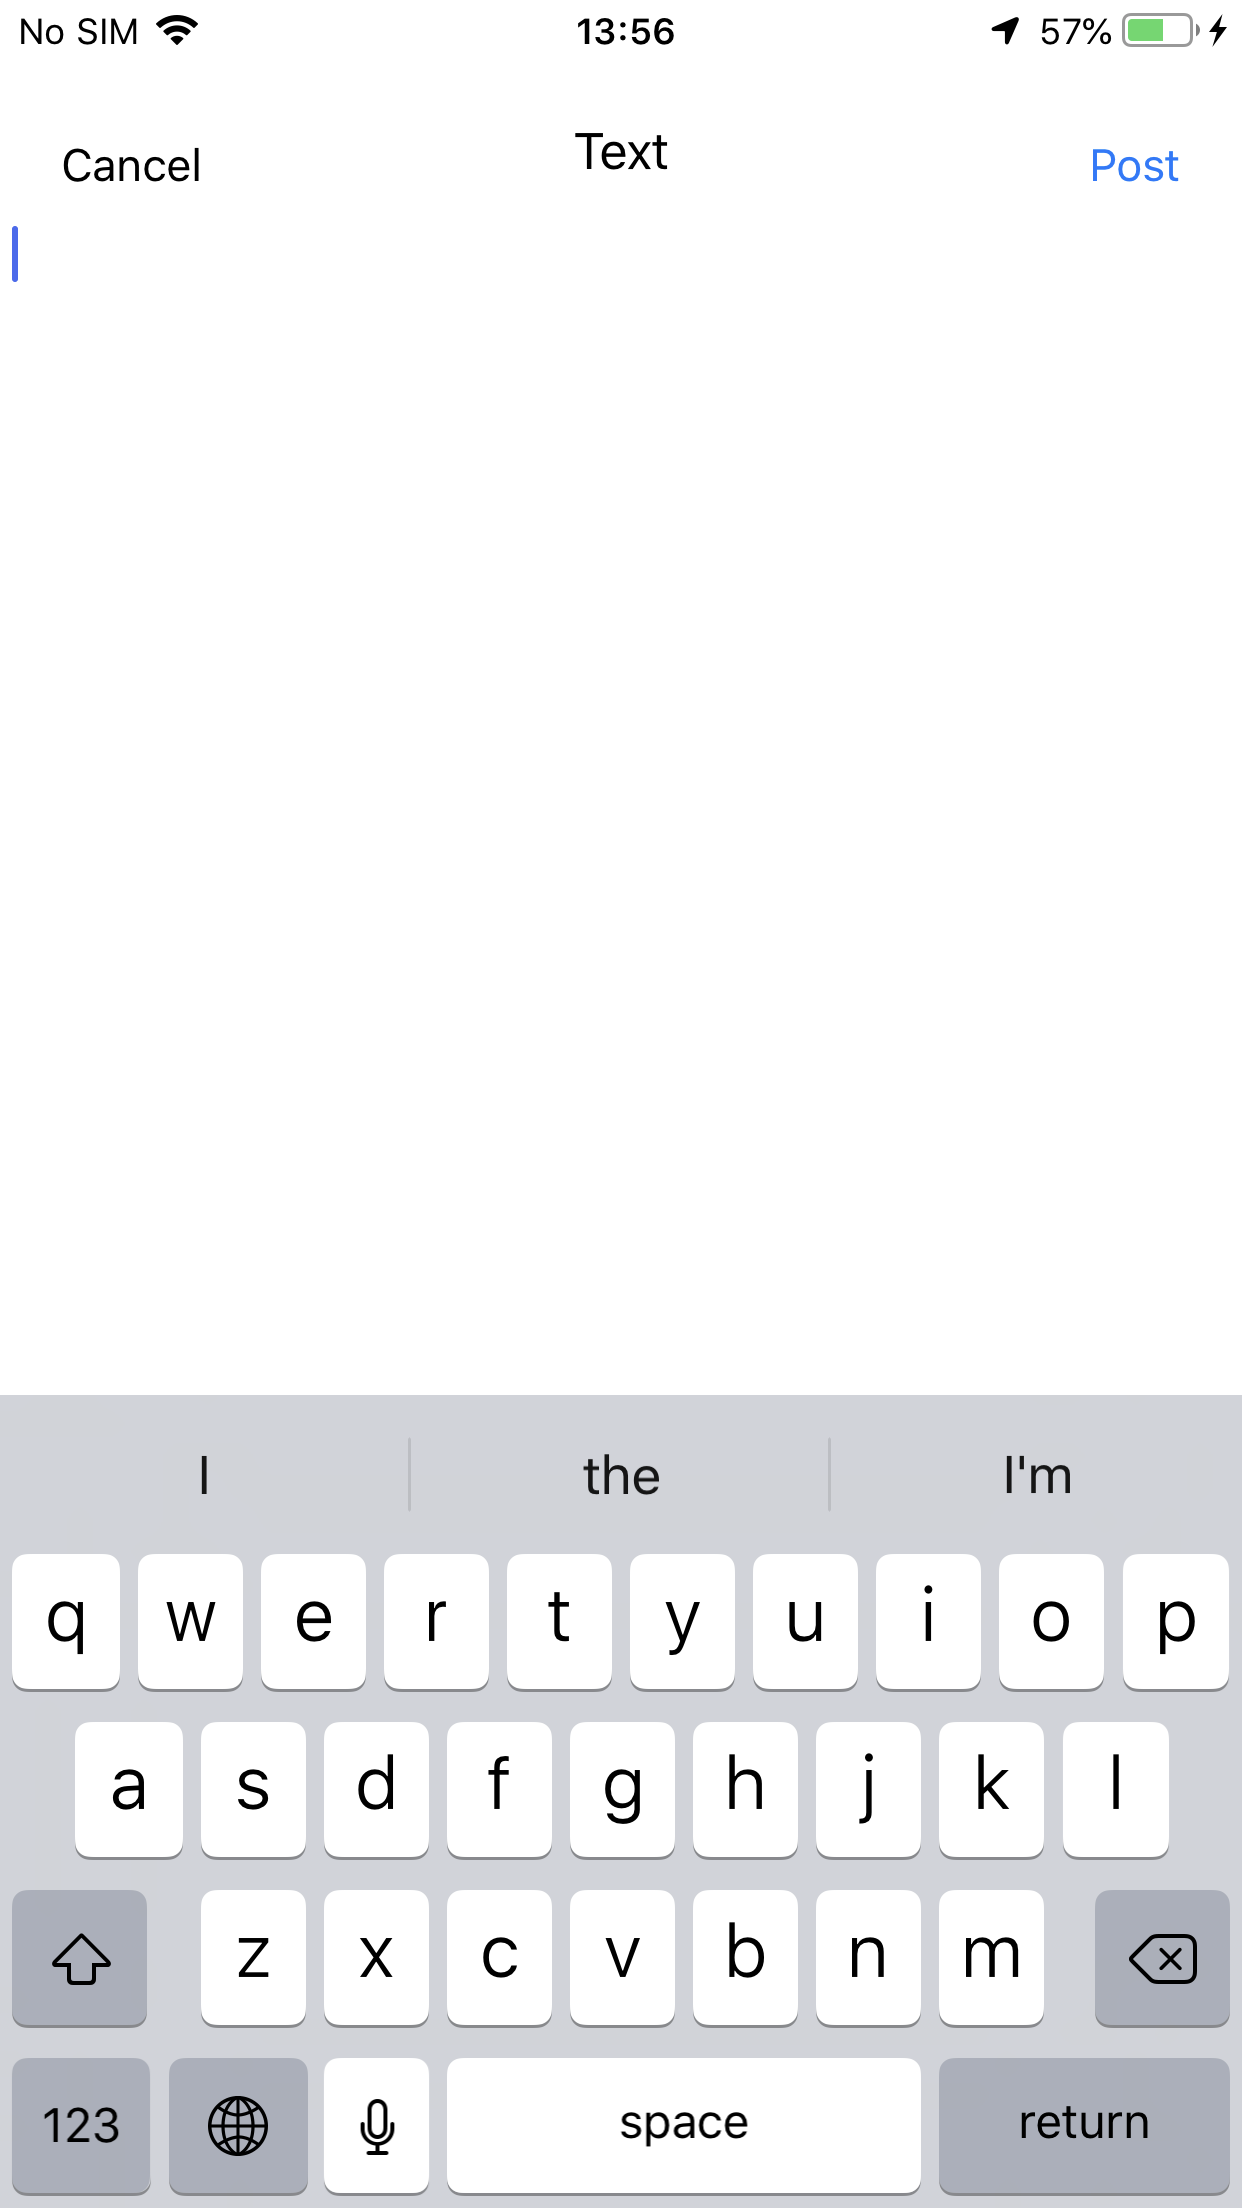 No SIM 13:56 57%
Cancel Text Post
I the I'm
q w e r t y u i o p
a s d f g h j k l
z x c v b n m
123 space return